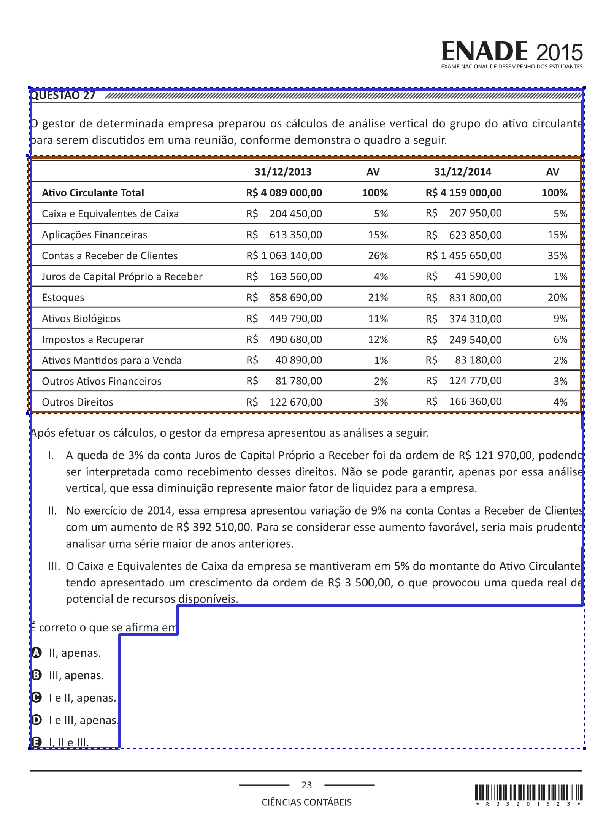 ENADE 2015
EXAME NACIONAL DE DESEMPENHO DOS ESTUDANTES
QUESTÃO 27
O gestor de determinada empresa preparou os cálculos de análise vertical do grupo do ativo circulante
para serem discutidos em uma reunião, conforme demonstra o quadro a seguir.
31/12/2013 AV 31/12/2014 AV
Ativo Circulante Total R$ 4 089 000,00 100% R$ 4 159 000,00 100%
Caixa e Equivalentes de Caixa R$ 204 450,00 5% R$ 207 950,00 5%
Aplicações Financeiras R$ 613 350,00 15% R$ 623 850,00 15%
Contas a Receber de Clientes R$ 1 063 140,00 26% R$ 1 455 650,00 35%
Juros de Capital Próprio a Receber R$ 163 560,00 4% R$ 41 590,00 1%
Estoques R$ 858 690,00 21% R$ 831 800,00 20%
Ativos Biológicos R$ 449 790,00 11% R$ 374 310,00 9%
Impostos a Recuperar R$ 490 680,00 12% R$ 249 540,00 6%
Ativos Mantidos para a Venda R$ 40 890,00 1% R$ 83 180,00 2%
Outros Ativos Financeiros R$ 81 780,00 2% R$ 124 770,00 3%
Outros Direitos R$ 122 670,00 3% R$ 166 360,00 4%
Após efetuar os cálculos, o gestor da empresa apresentou as análises a seguir.
I. A queda de 3% da conta Juros de Capital Próprio a Receber foi da ordem de R$ 121 970,00, podendo
ser interpretada como recebimento desses direitos. Não se pode garantir, apenas por essa análise
vertical, que essa diminuição represente maior fator de liquidez para a empresa.
II. No exercício de 2014, essa empresa apresentou variação de 9% na conta Contas a Receber de Clientes
com um aumento de R$ 392 510,00. Para se considerar esse aumento favorável, seria mais prudente
analisar uma série maior de anos anteriores.
III. O Caixa e Equivalentes de Caixa da empresa se mantiveram em 5% do montante do Ativo Circulante,
tendo apresentado um crescimento da ordem de R$ 3 500,00, o que provocou uma queda real de
potencial de recursos disponíveis.
É correto o que se afirma em
A II, apenas.
B III, apenas.
C I e II, apenas.
D I e III, apenas.
E I, II e III.
23
CIÊNCIAS CONTÁBEIS
*R33201523*